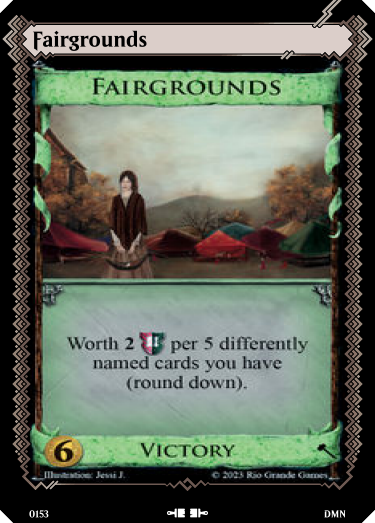 Fairgrounds
FAIRGROUNDS
Worth 2 per 5 differently
named cards you have
(round down).
6
VICTORY
Illustration: Jessi J.
© 2023 Rio Grande Games
0153
DMN